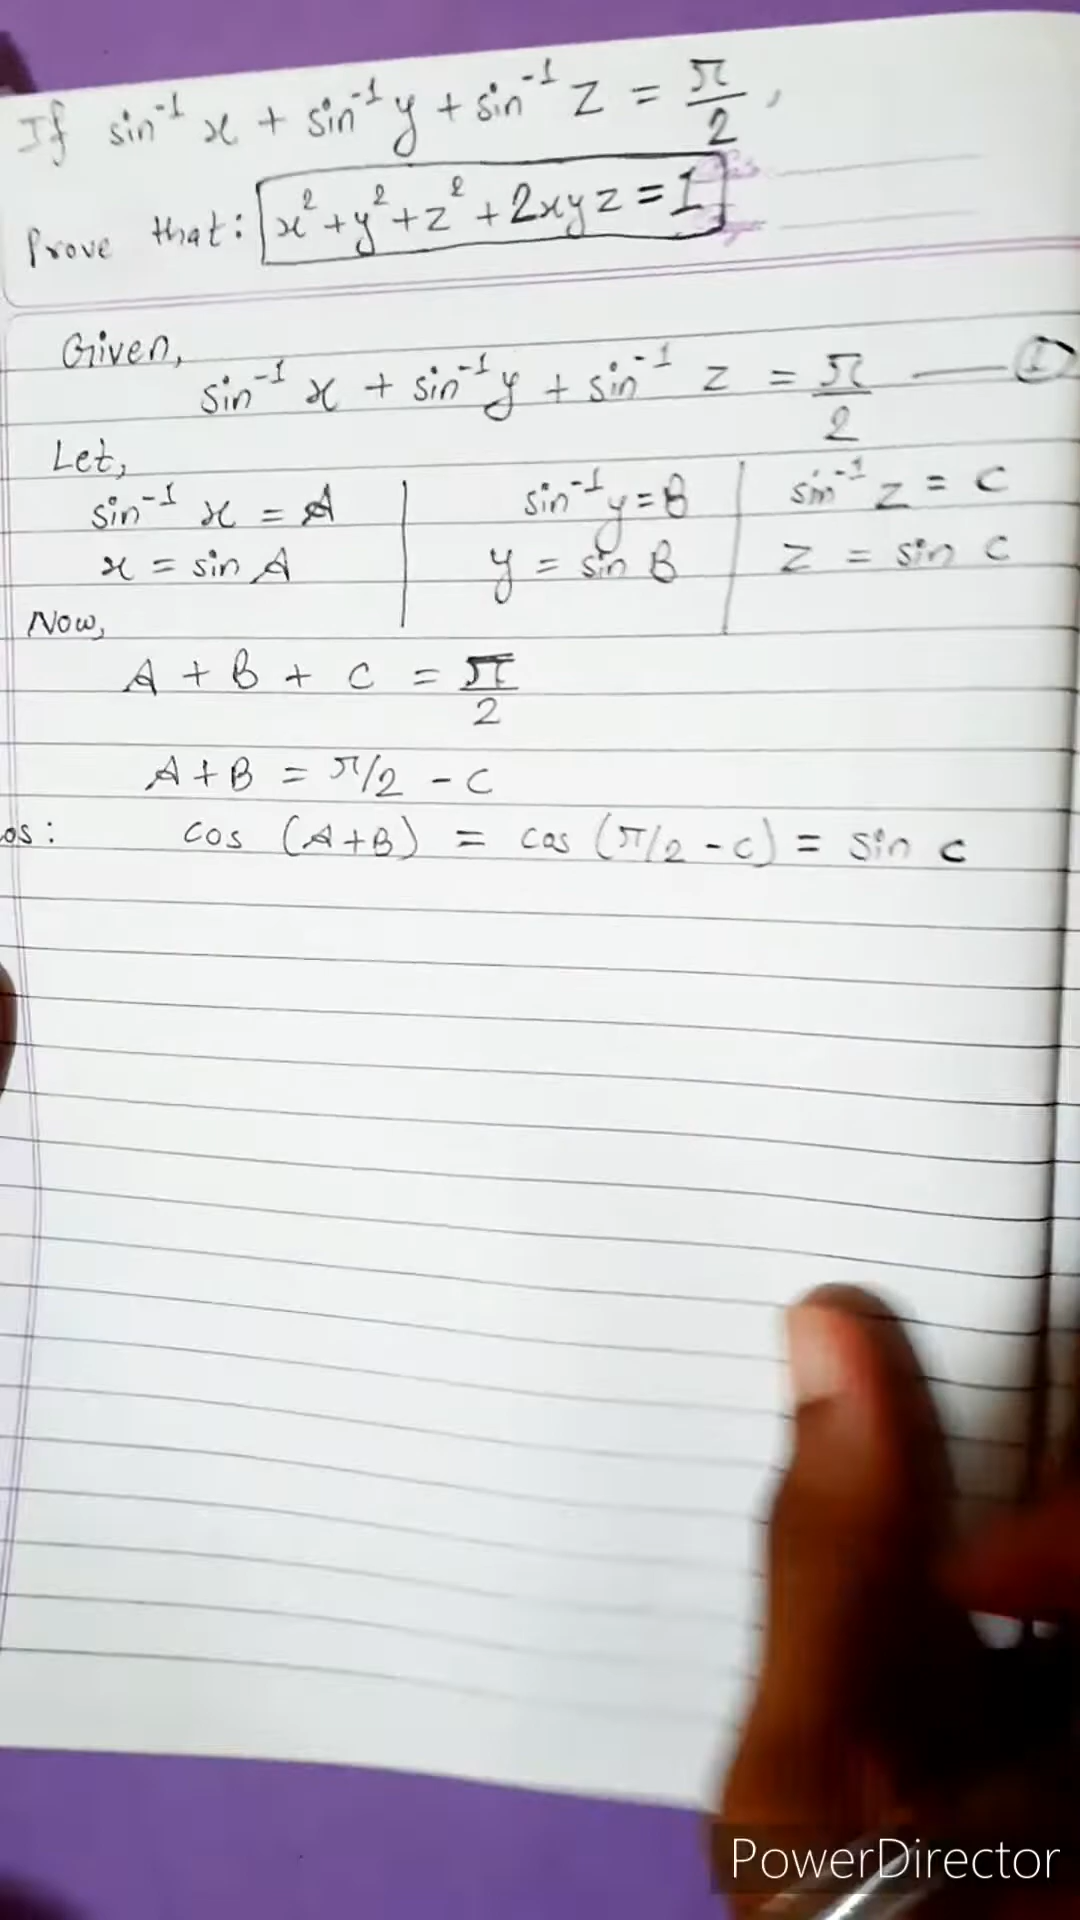 If sin⁻¹ x + sin⁻¹ y + sin⁻¹ z = π/2,
Prove that: x² + y² + z² + 2xyz = 1
Given,
sin⁻¹ x + sin⁻¹ y + sin⁻¹ z = π/2 — ①
Let,
sin⁻¹ x = A | sin⁻¹ y = B | sin⁻¹ z = C
x = sin A | y = sin B | z = sin C
Now,
A + B + C = π/2
A + B = π/2 - C
os: cos (A+B) = cos (π/2 - C) = sin C
PowerDirector